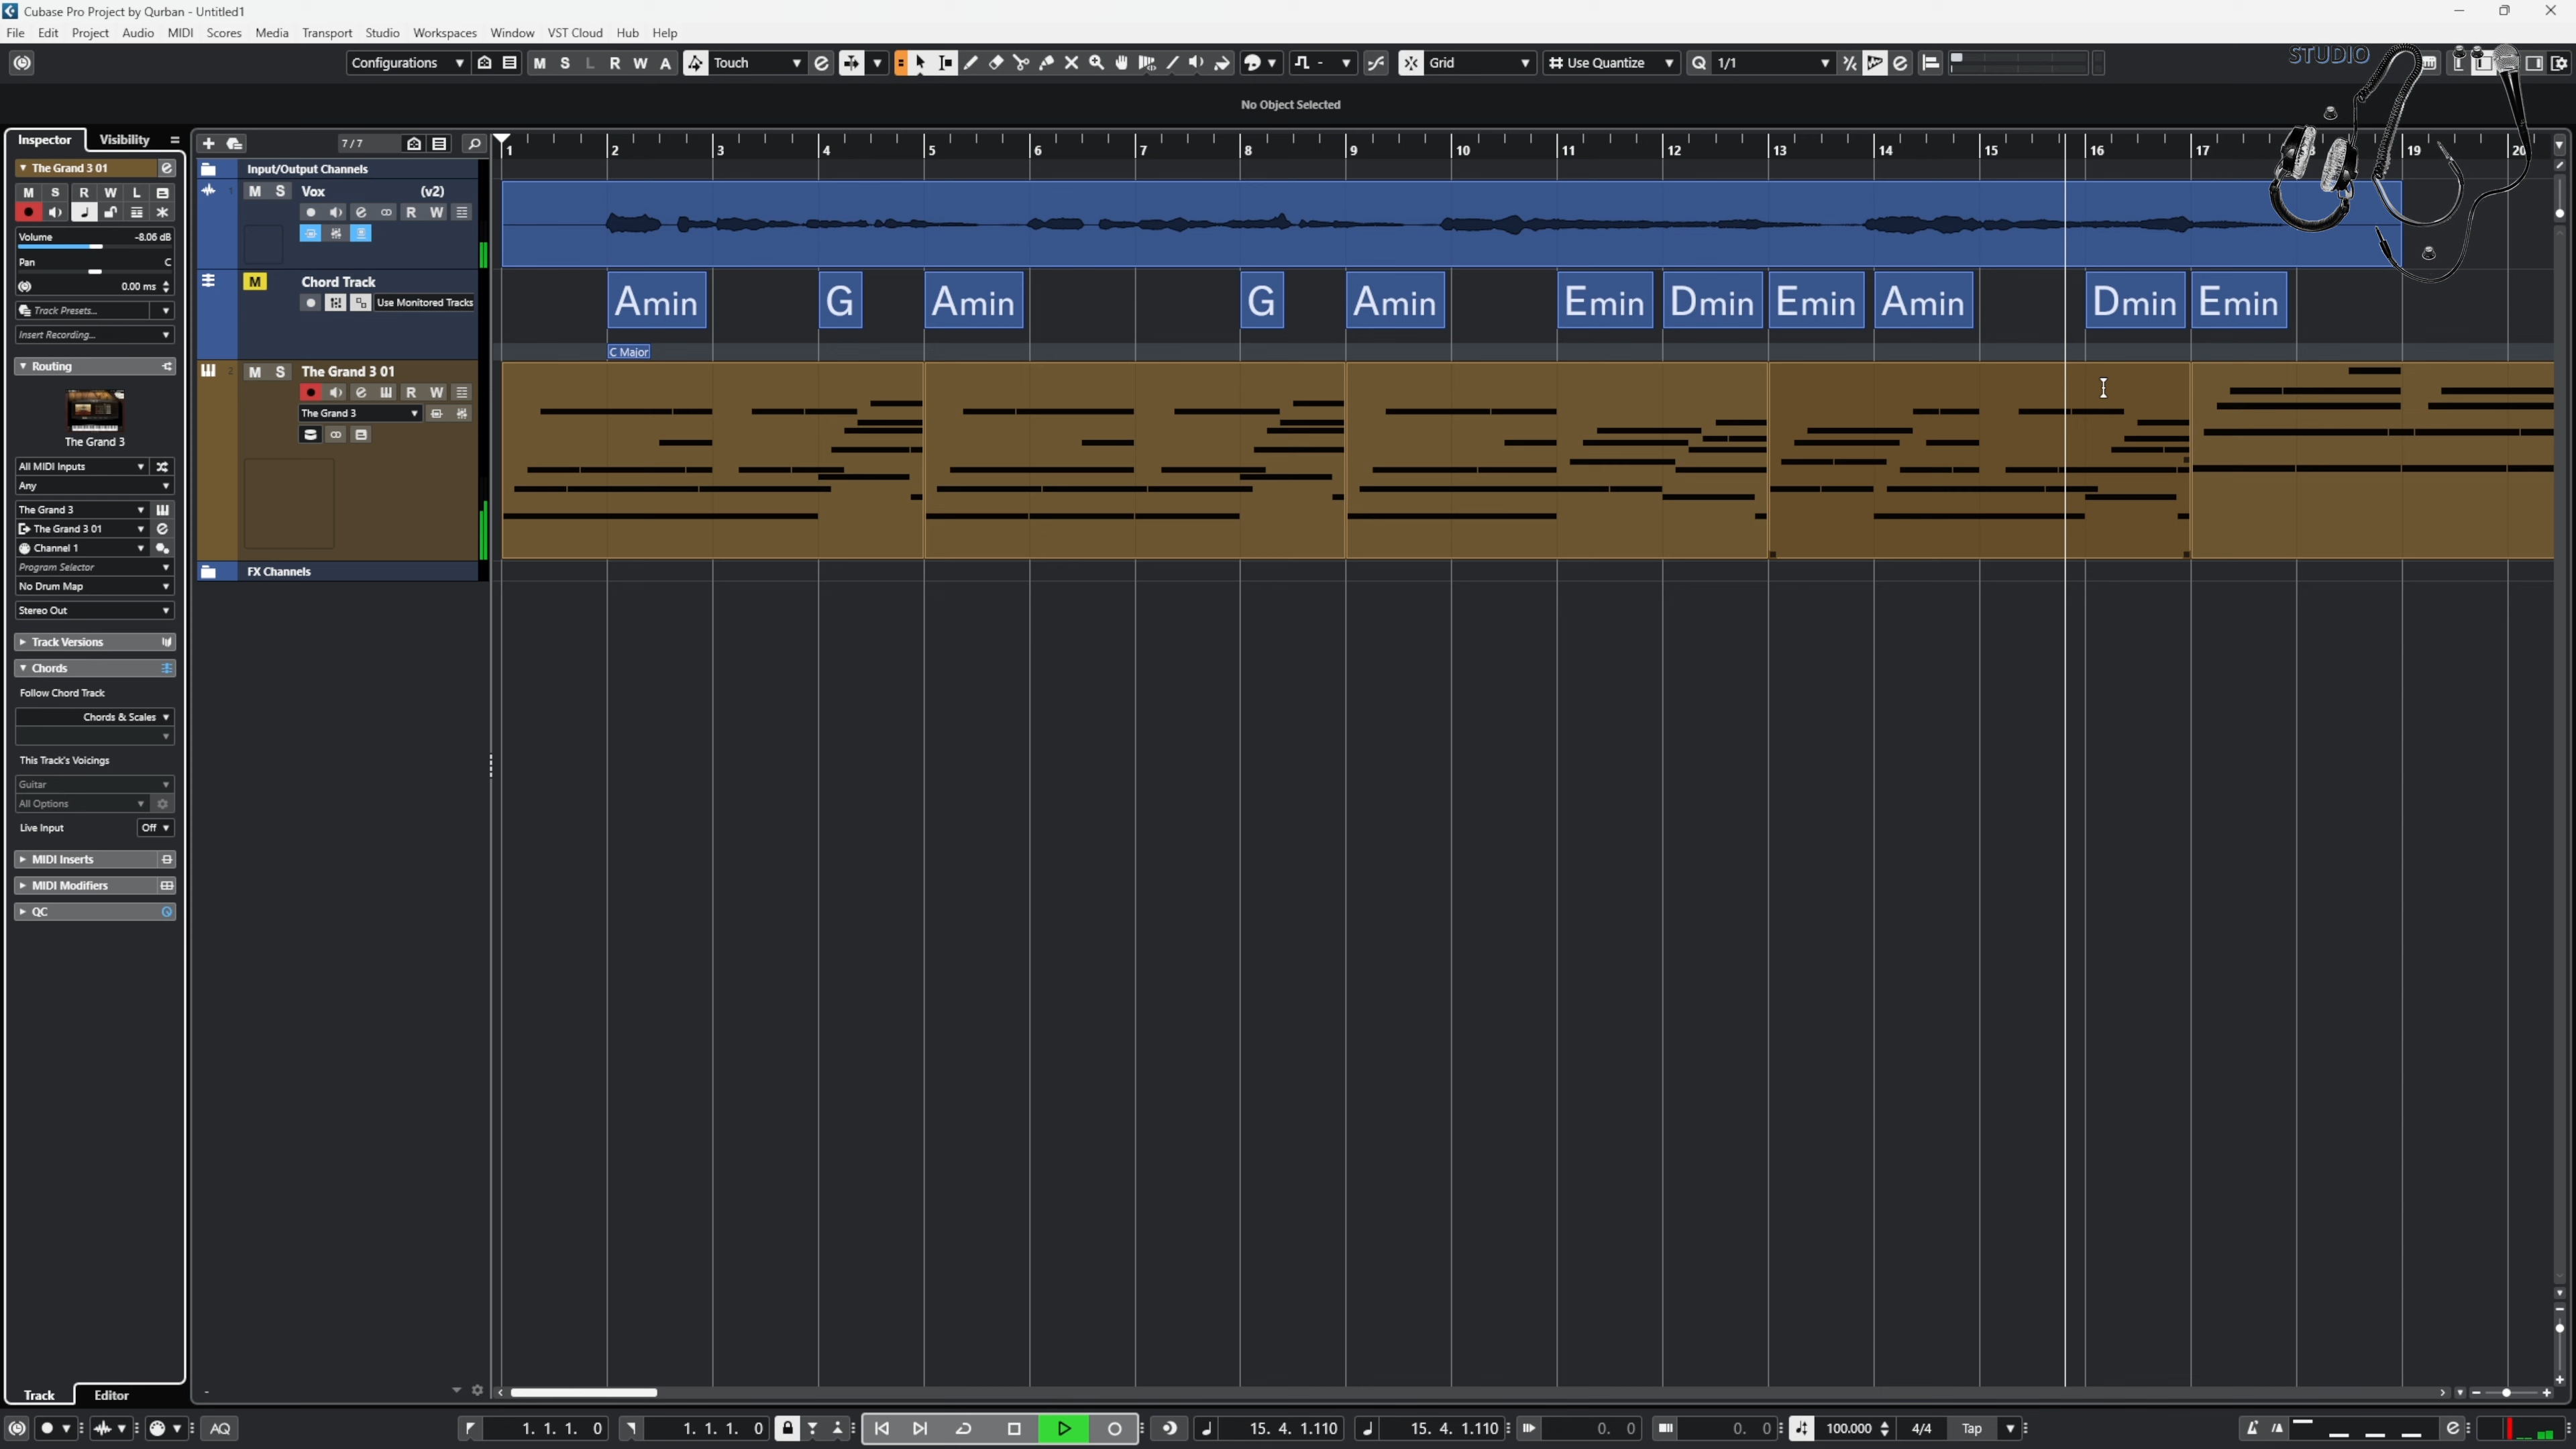 Cubase Pro Project by Qurban - Untitled1
File Edit Project Audio MIDI Scores Media Transport Studio Workspaces Window VST Cloud Hub Help
Configurations M S L R W A Touch Grid Use Quantize Q 1/1
STUDIO
No Object Selected
Inspector Visibility
7 / 7
1 2 3 4 5 6 7 8 9 10 11 12 13 14 15 16 17 19 20
The Grand 3 01
M S R W L
Volume -8.06 dB
Pan C
0.00 ms
Track Presets...
Insert Recording...
Routing
The Grand 3
All MIDI Inputs
Any
The Grand 3
The Grand 3 01
Channel 1
Program Selector
No Drum Map
Stereo Out
Track Versions
Chords
Follow Chord Track
Chords & Scales
This Track's Voicings
Guitar
All Options
Live Input Off
MIDI Inserts
MIDI Modifiers
QC
Track Editor
Input/Output Channels
1 M S Vox (v2)
R W
M Chord Track
Use Monitored Tracks
Amin G Amin G Amin Emin Dmin Emin Amin Dmin Emin
C Major
2 M S The Grand 3 01
R W
The Grand 3
FX Channels
AQ 1. 1. 1. 0 1. 1. 1. 0 15. 4. 1.110 15. 4. 1.110 0. 0 0. 0 100.000 4/4 Tap